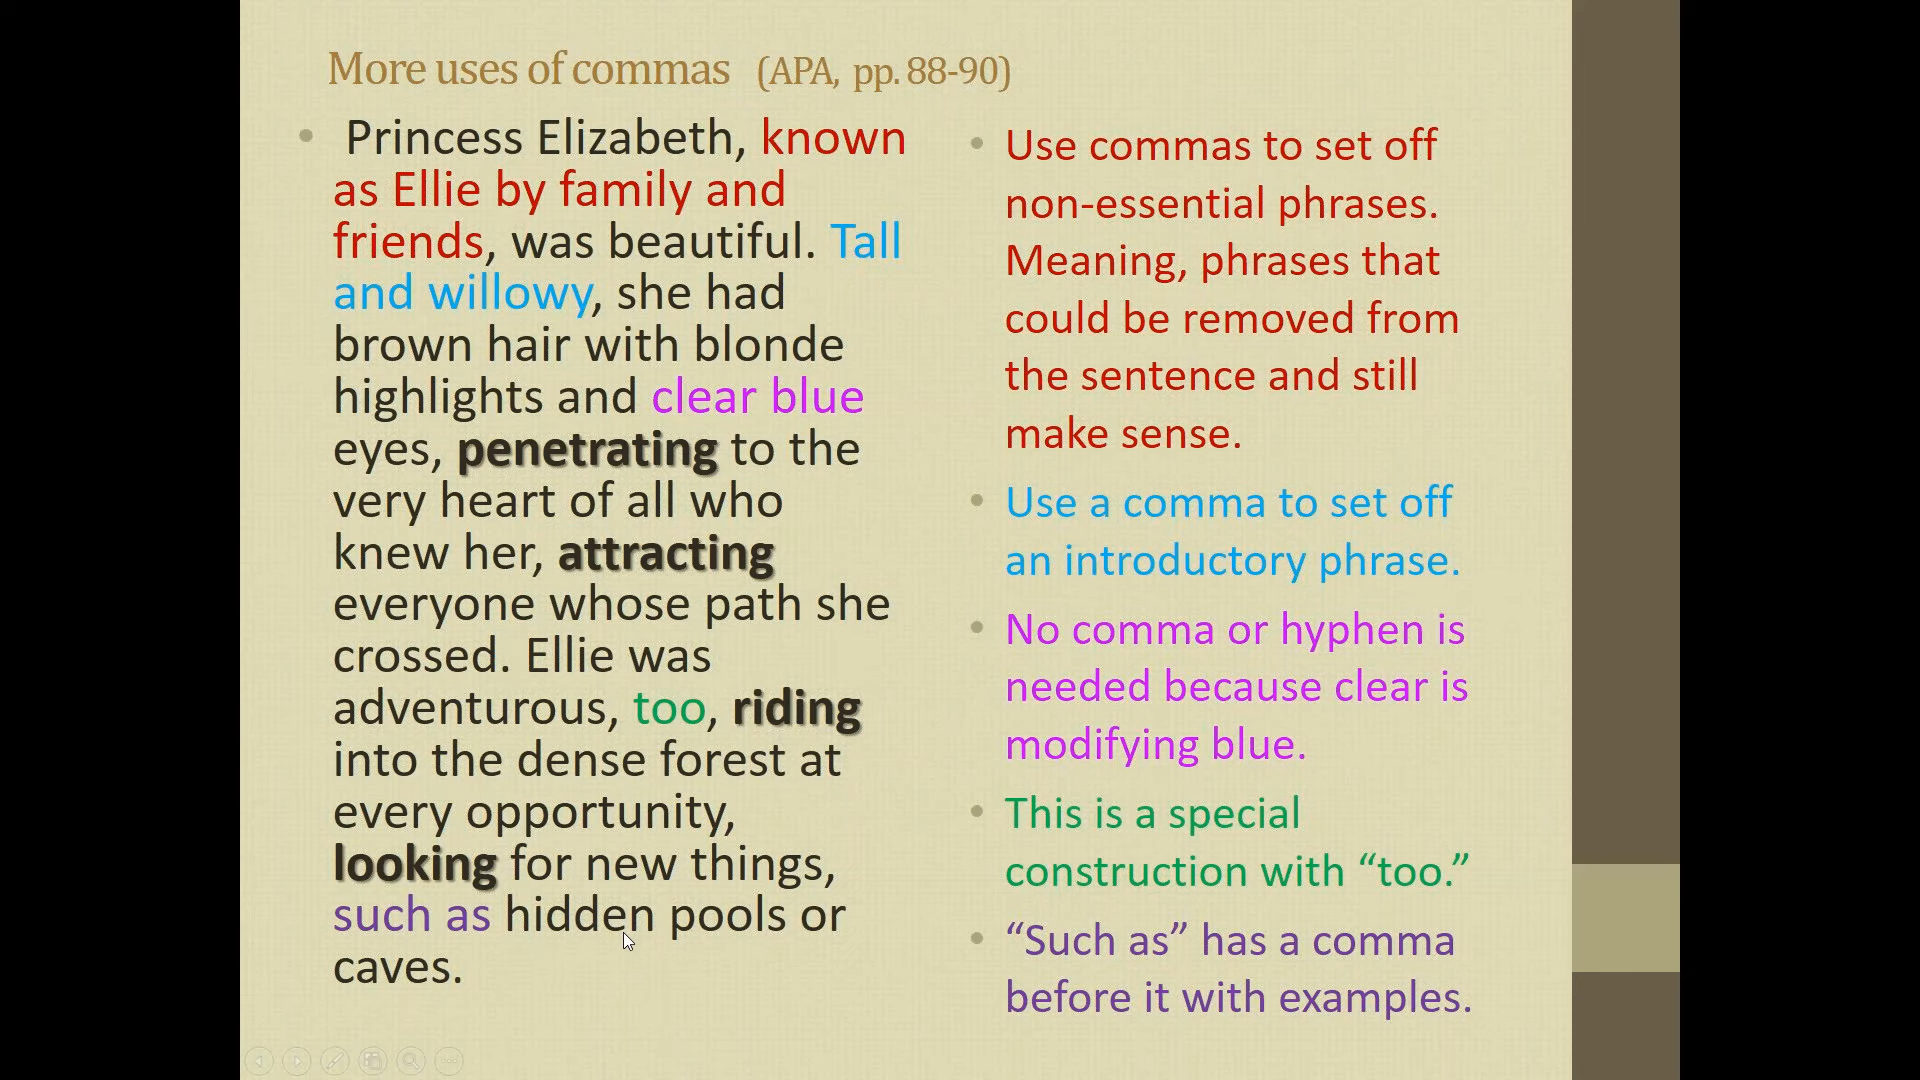 More uses of commas (APA, pp. 88-90)
Princess Elizabeth, known
as Ellie by family and
friends, was beautiful. Tall
and willowy, she had
brown hair with blonde
highlights and clear blue
eyes, penetrating to the
very heart of all who
knew her, attracting
everyone whose path she
crossed. Ellie was
adventurous, too, riding
into the dense forest at
every opportunity,
looking for new things,
such as hidden pools or
caves.
Use commas to set off
non-essential phrases.
Meaning, phrases that
could be removed from
the sentence and still
make sense.
Use a comma to set off
an introductory phrase.
No comma or hyphen is
needed because clear is
modifying blue.
This is a special
construction with “too.”
“Such as” has a comma
before it with examples.